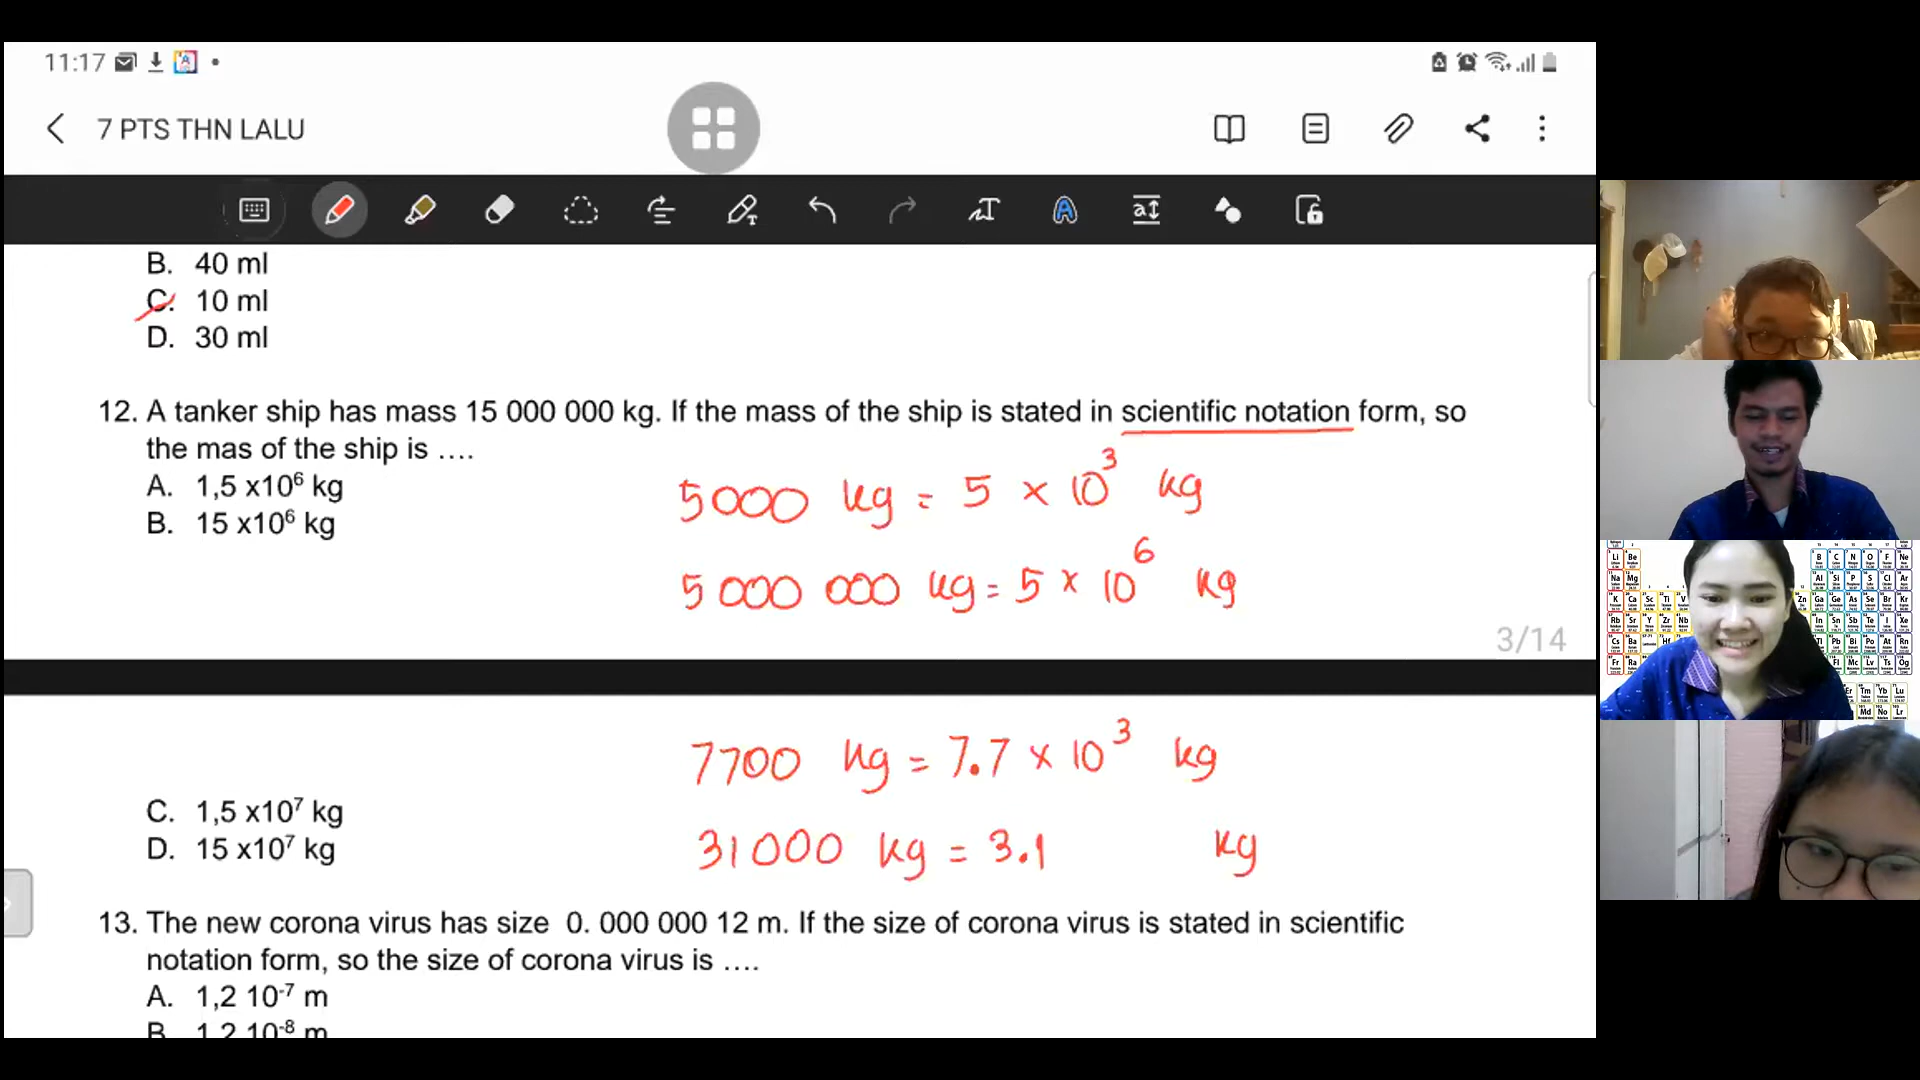 11:17
7 PTS THN LALU
B. 40 ml
C. 10 ml
D. 30 ml
12. A tanker ship has mass 15 000 000 kg. If the mass of the ship is stated in scientific notation form, so
the mas of the ship is ....
A. 1,5 x10⁶ kg
B. 15 x10⁶ kg
5000 kg = 5 × 10³ kg
5 000 000 kg = 5 × 10⁶ kg
3/14
7700 kg = 7.7 × 10³ kg
C. 1,5 x10⁷ kg
D. 15 x10⁷ kg
31000 kg = 3.1 kg
13. The new corona virus has size 0. 000 000 12 m. If the size of corona virus is stated in scientific
notation form, so the size of corona virus is ....
A. 1,2 10⁻⁷ m
B. 1,2 10⁻⁸ m